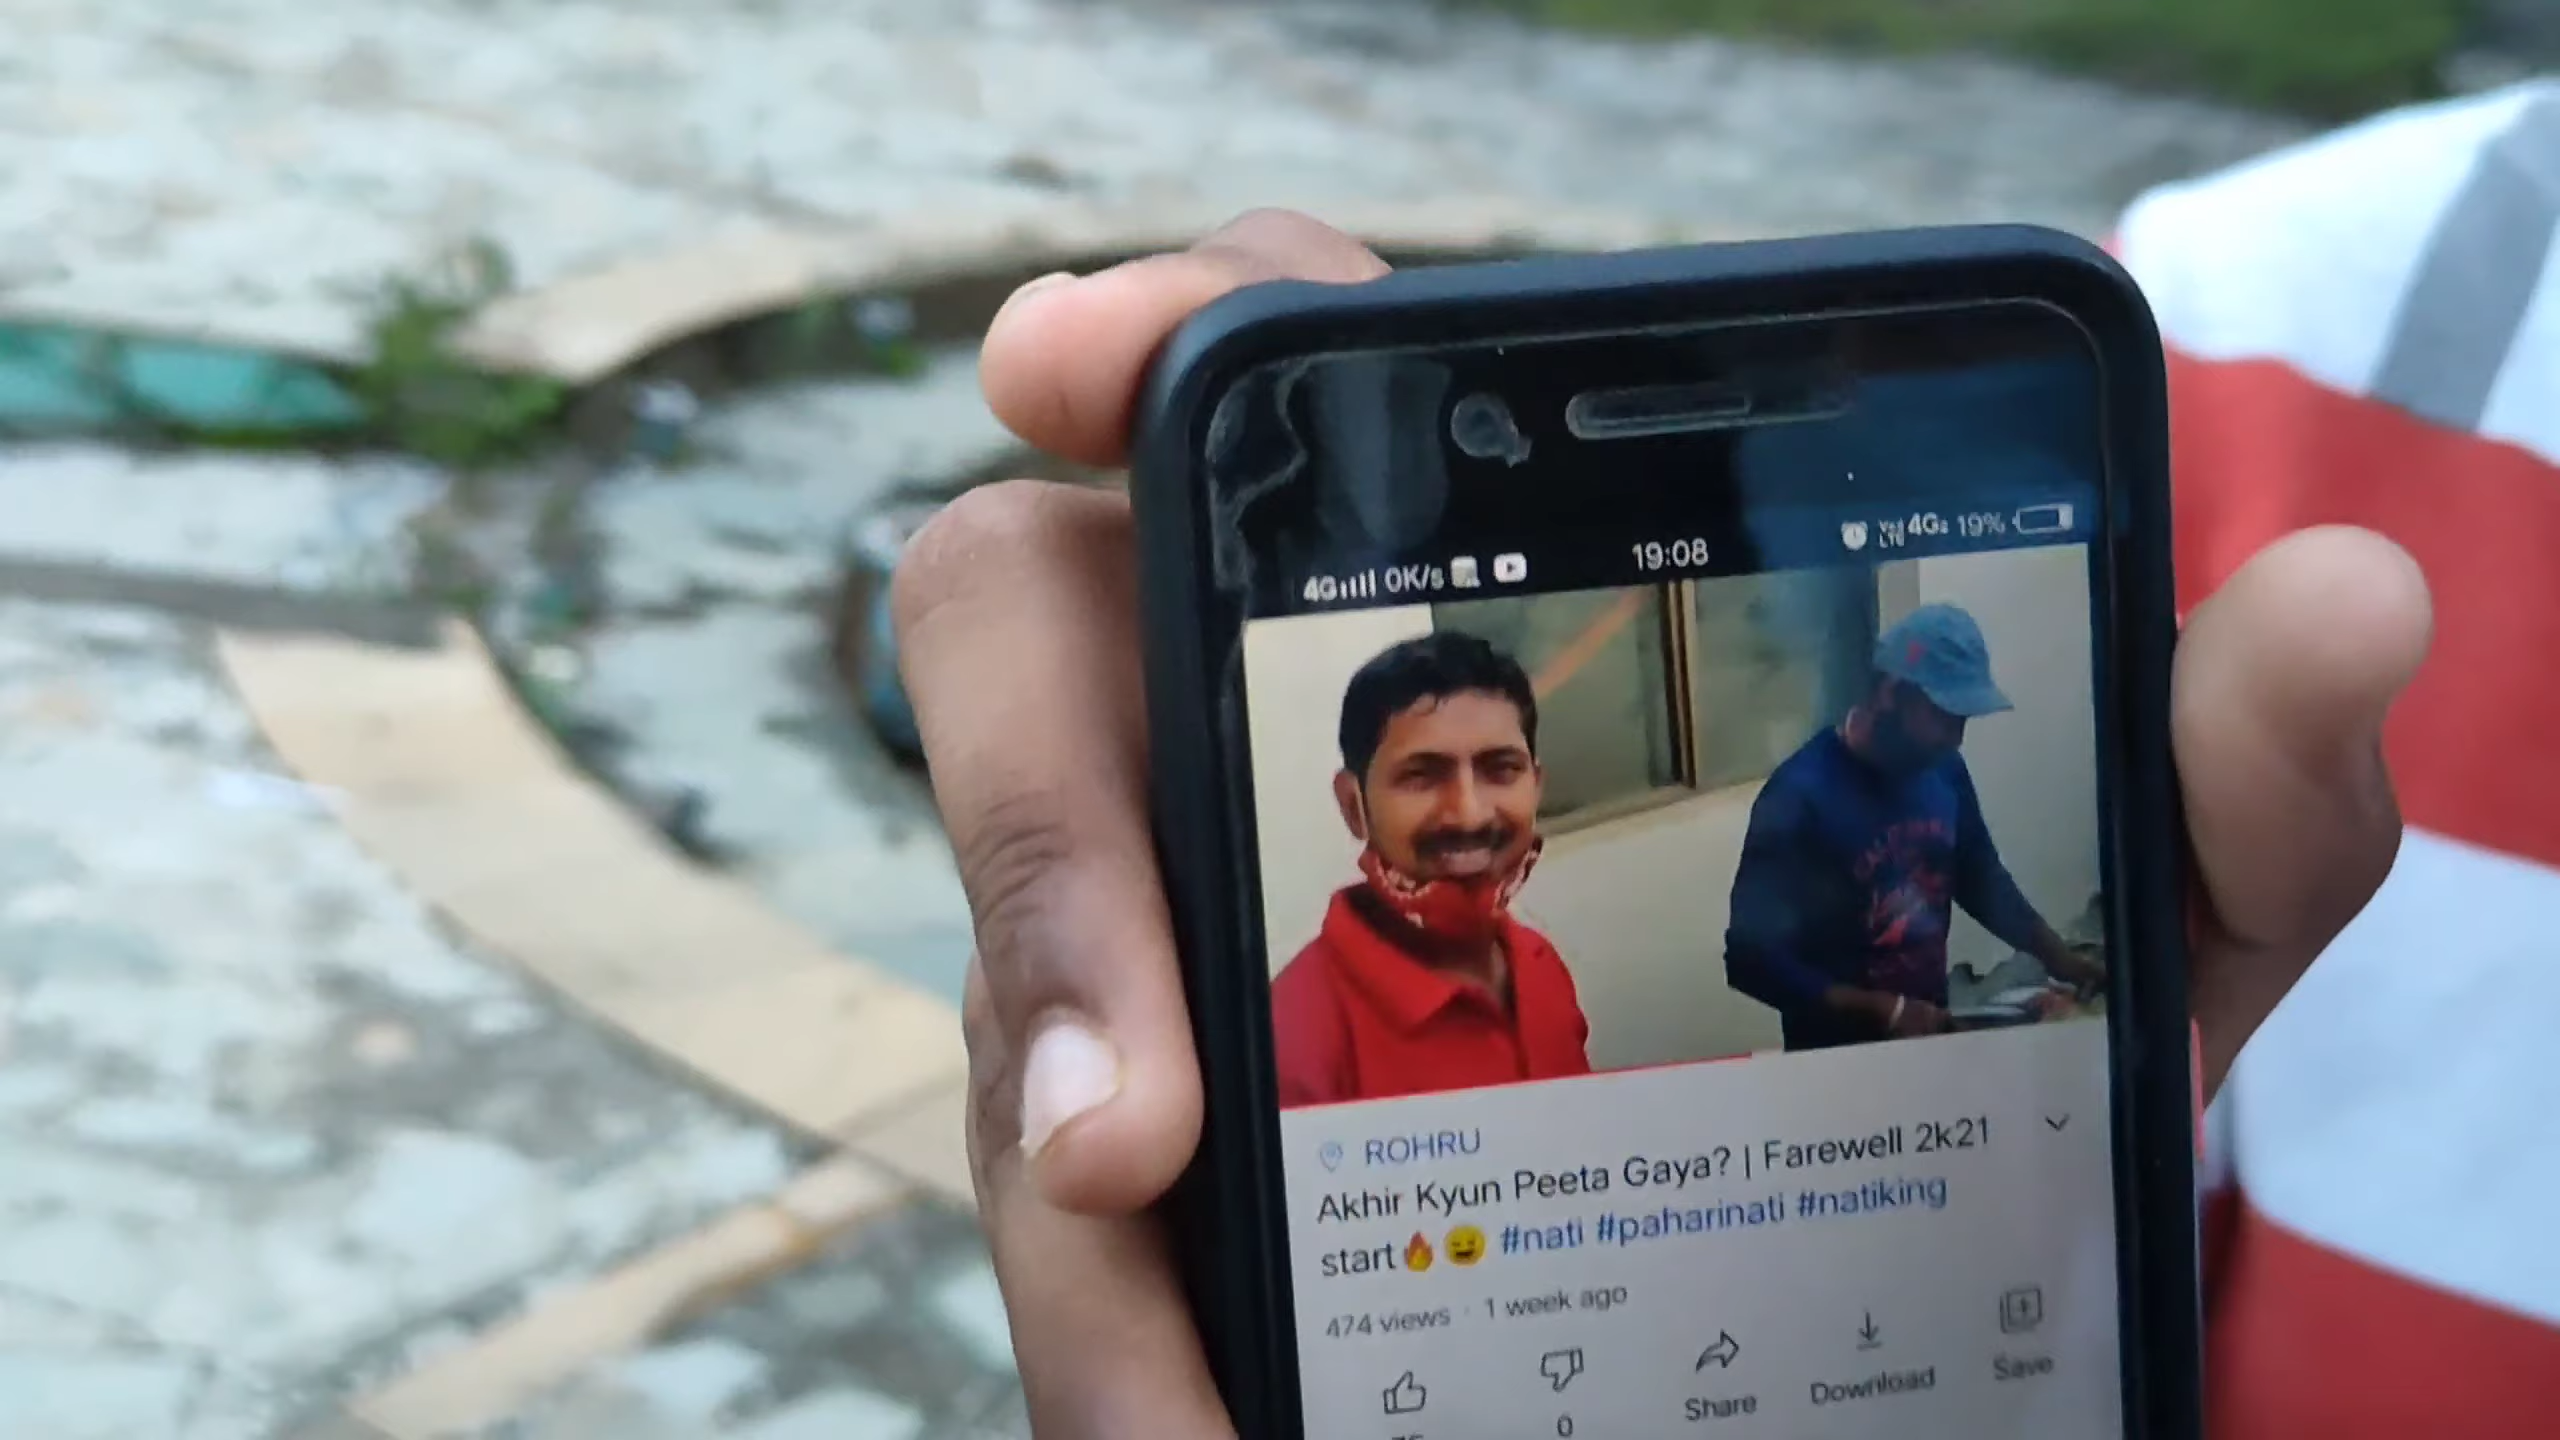 4G 0K/s 19:08 4G 19%
ROHRU
Akhir Kyun Peeta Gaya? | Farewell 2k21
start🔥😄 #nati #paharinati #natiking
474 views · 1 week ago
0 Share Download Save